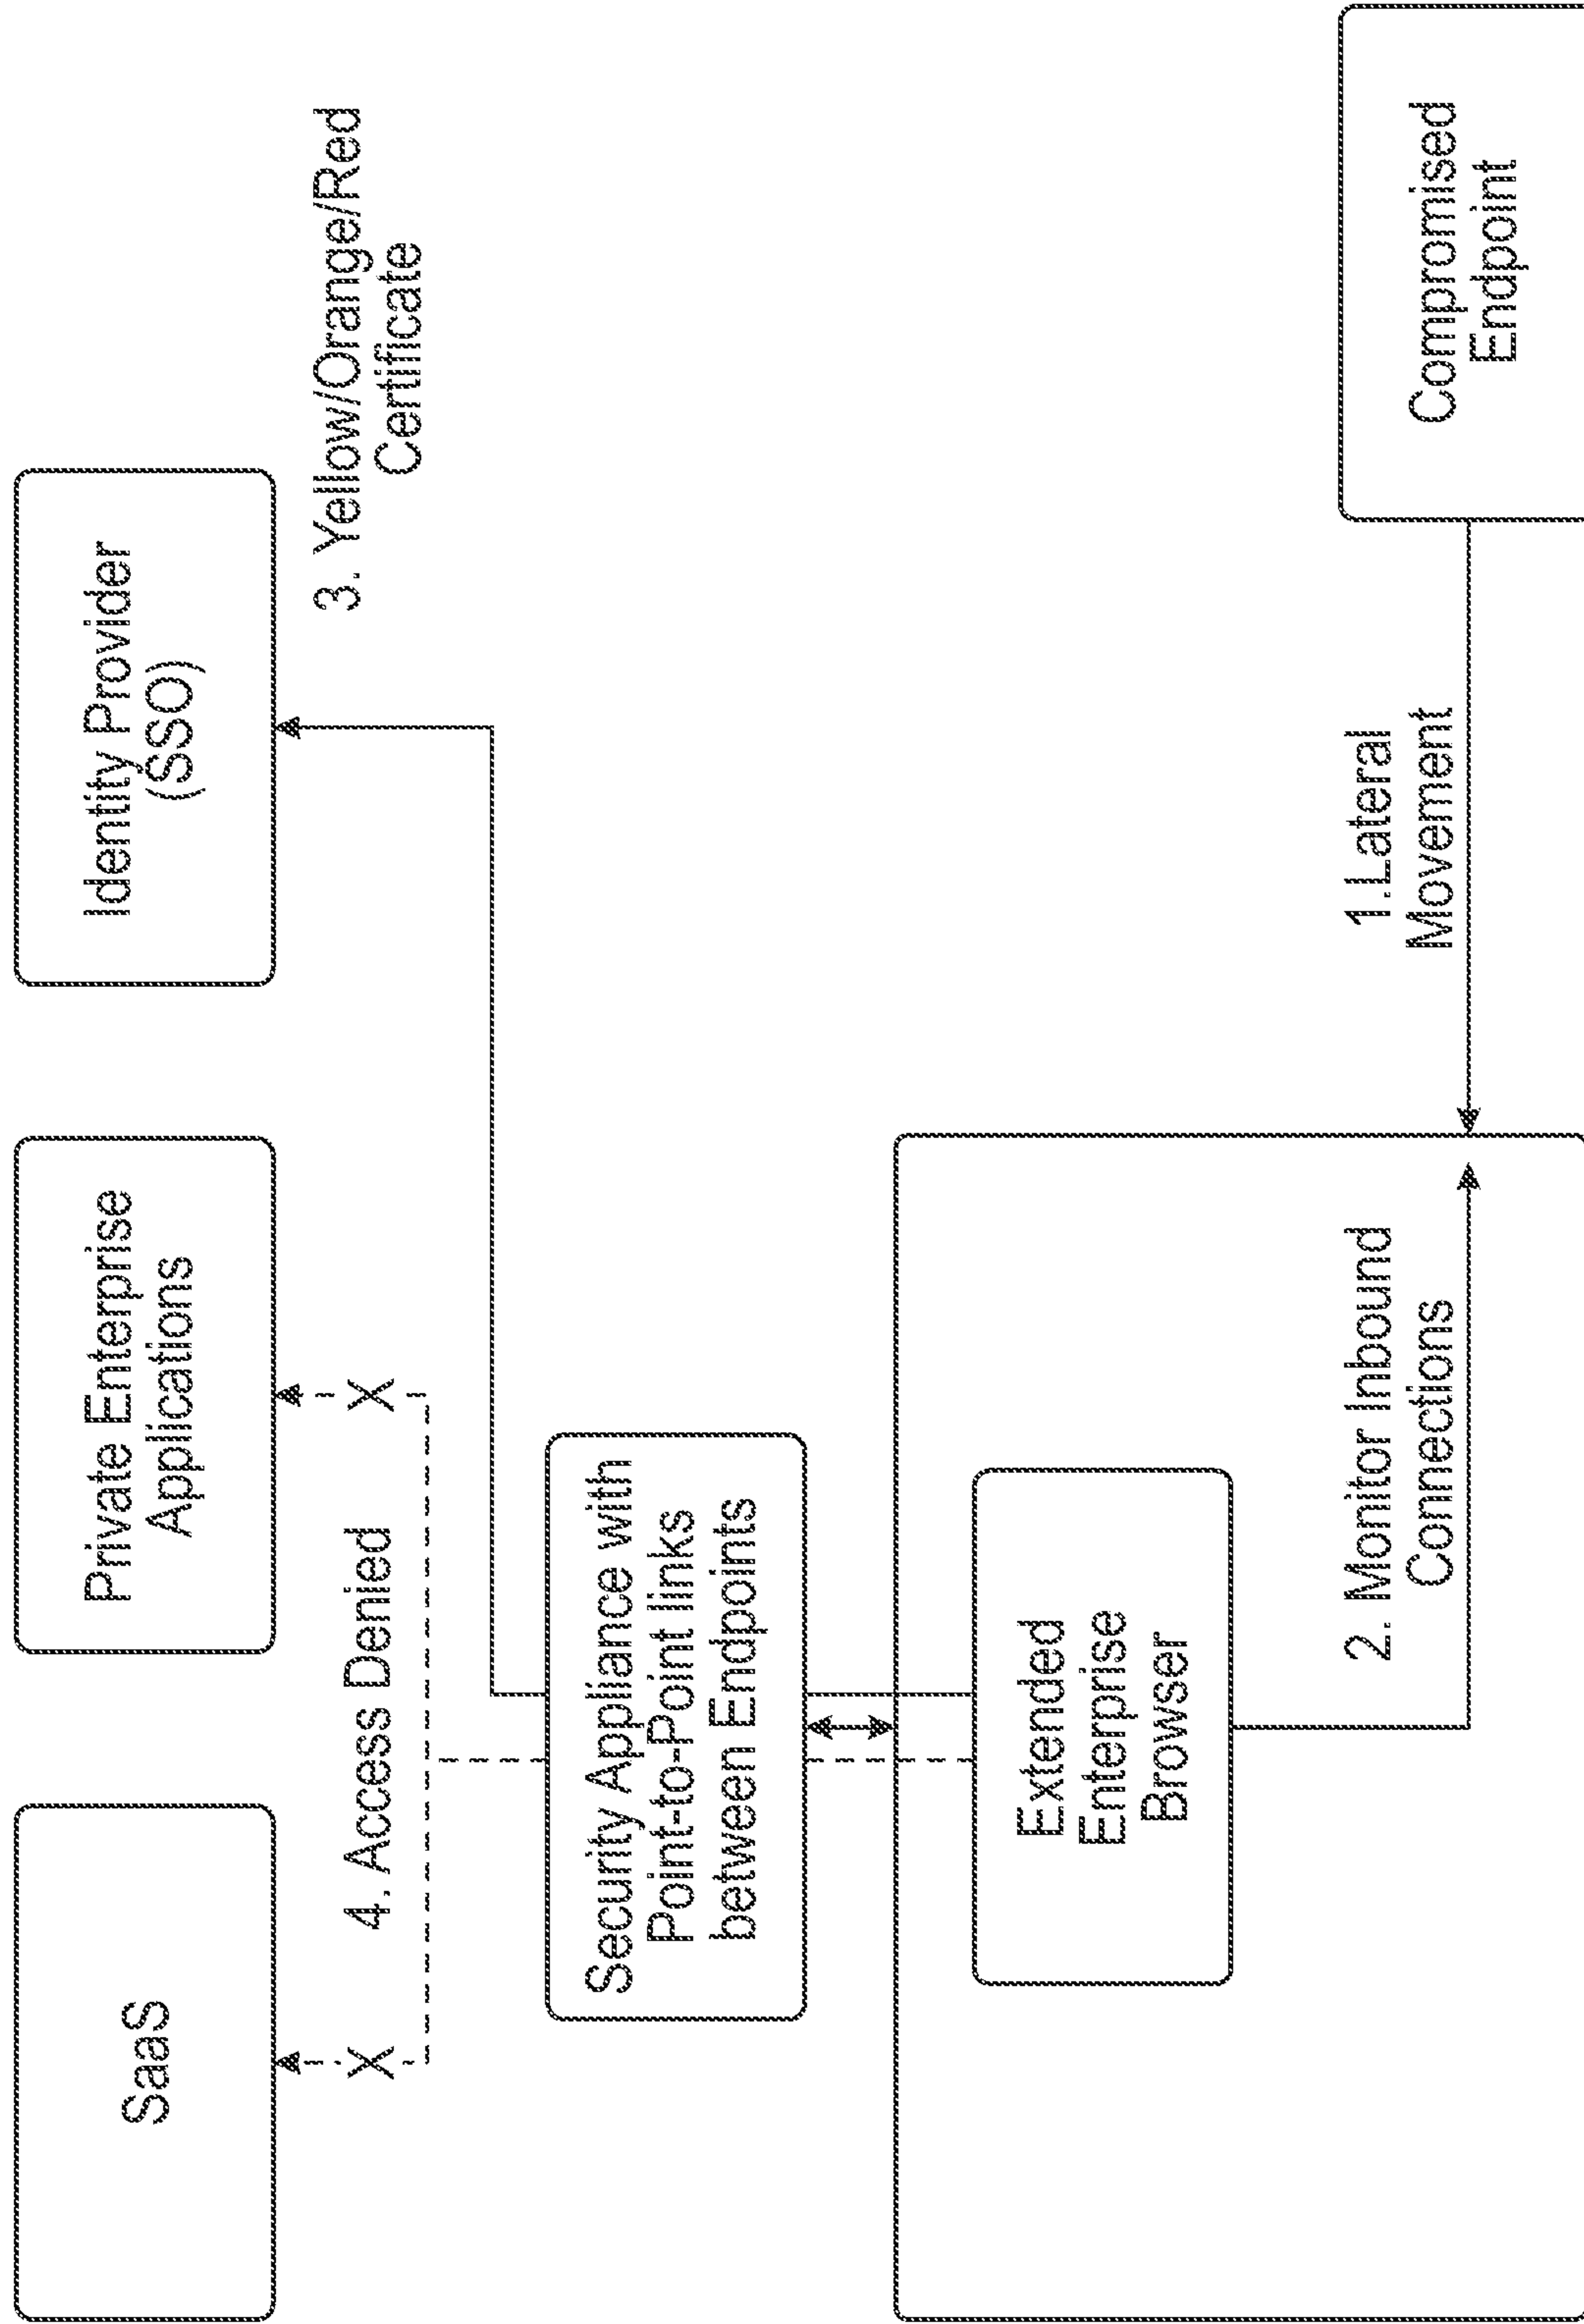 SaaS
Private Enterprise
Applications
Identity Provider
(SSO)
4. Access Denied
X
X
3. Yellow/Orange/Red
Certificate
Security Appliance with
Point-to-Point links
between Endpoints
Extended
Enterprise
Browser
2. Monitor Inbound
Connections
1.Lateral
Movement
Compromised
Endpoint